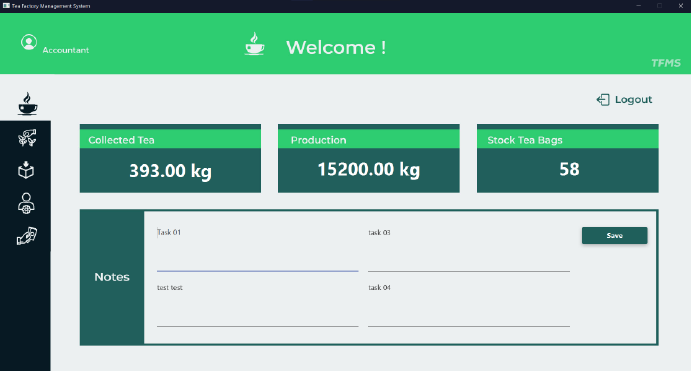 Tea Factory Management System
Accountant
Welcome !
TFMS
Logout
Collected Tea
Production
Stock Tea Bags
393.00 kg
15200.00 kg
58
Notes
Task 01
task 03
Save
test test
task 04